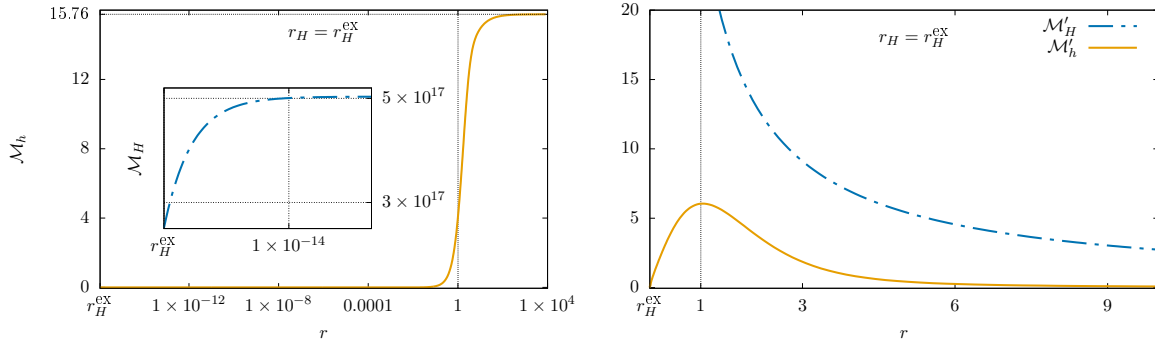 15.76
12
8
4
0
ℳ_h
r_H = r_H^ex
ℳ_H
5 × 10^17
3 × 10^17
r_H^ex
1 × 10^−14
r_H^ex
1 × 10^−12
1 × 10^−8
0.0001
1
1 × 10^4
r
20
15
10
5
0
r_H = r_H^ex
ℳ′_H
ℳ′_h
r_H^ex
1
3
6
9
r